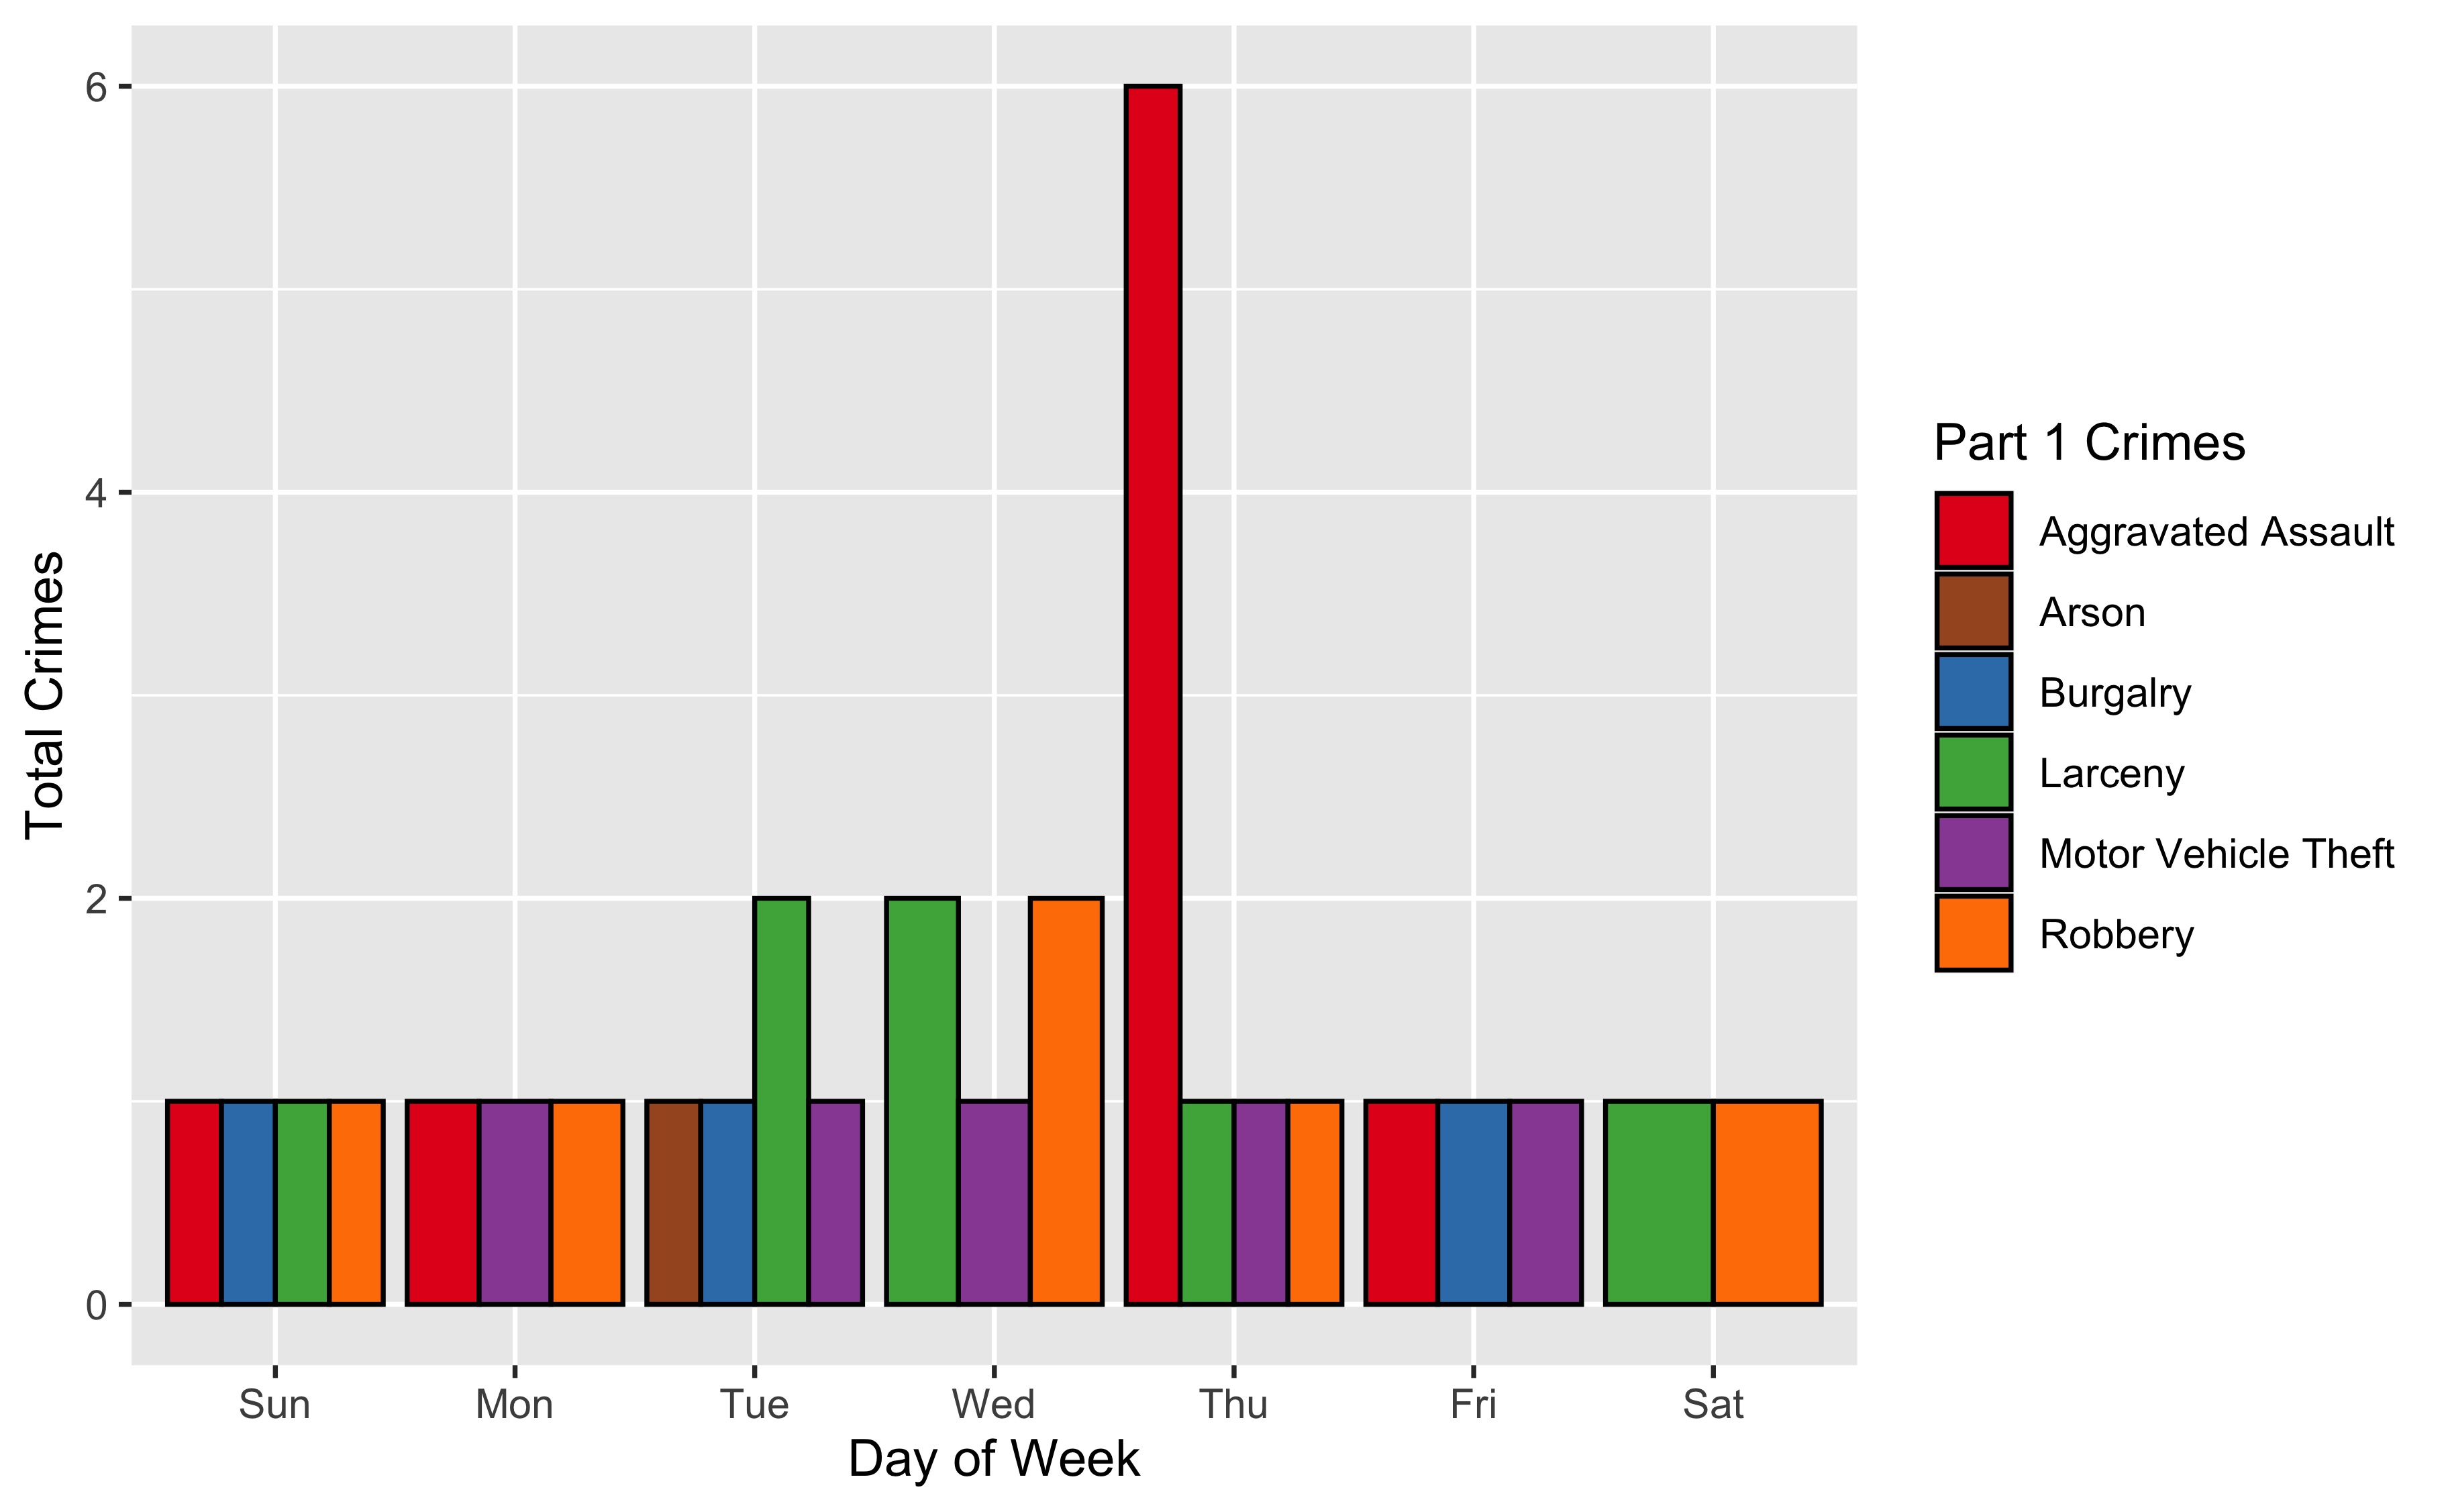 6
4
2
0
Total Crimes
Sun Mon Tue Wed Thu Fri Sat
Day of Week
Part 1 Crimes
Aggravated Assault
Arson
Burgalry
Larceny
Motor Vehicle Theft
Robbery